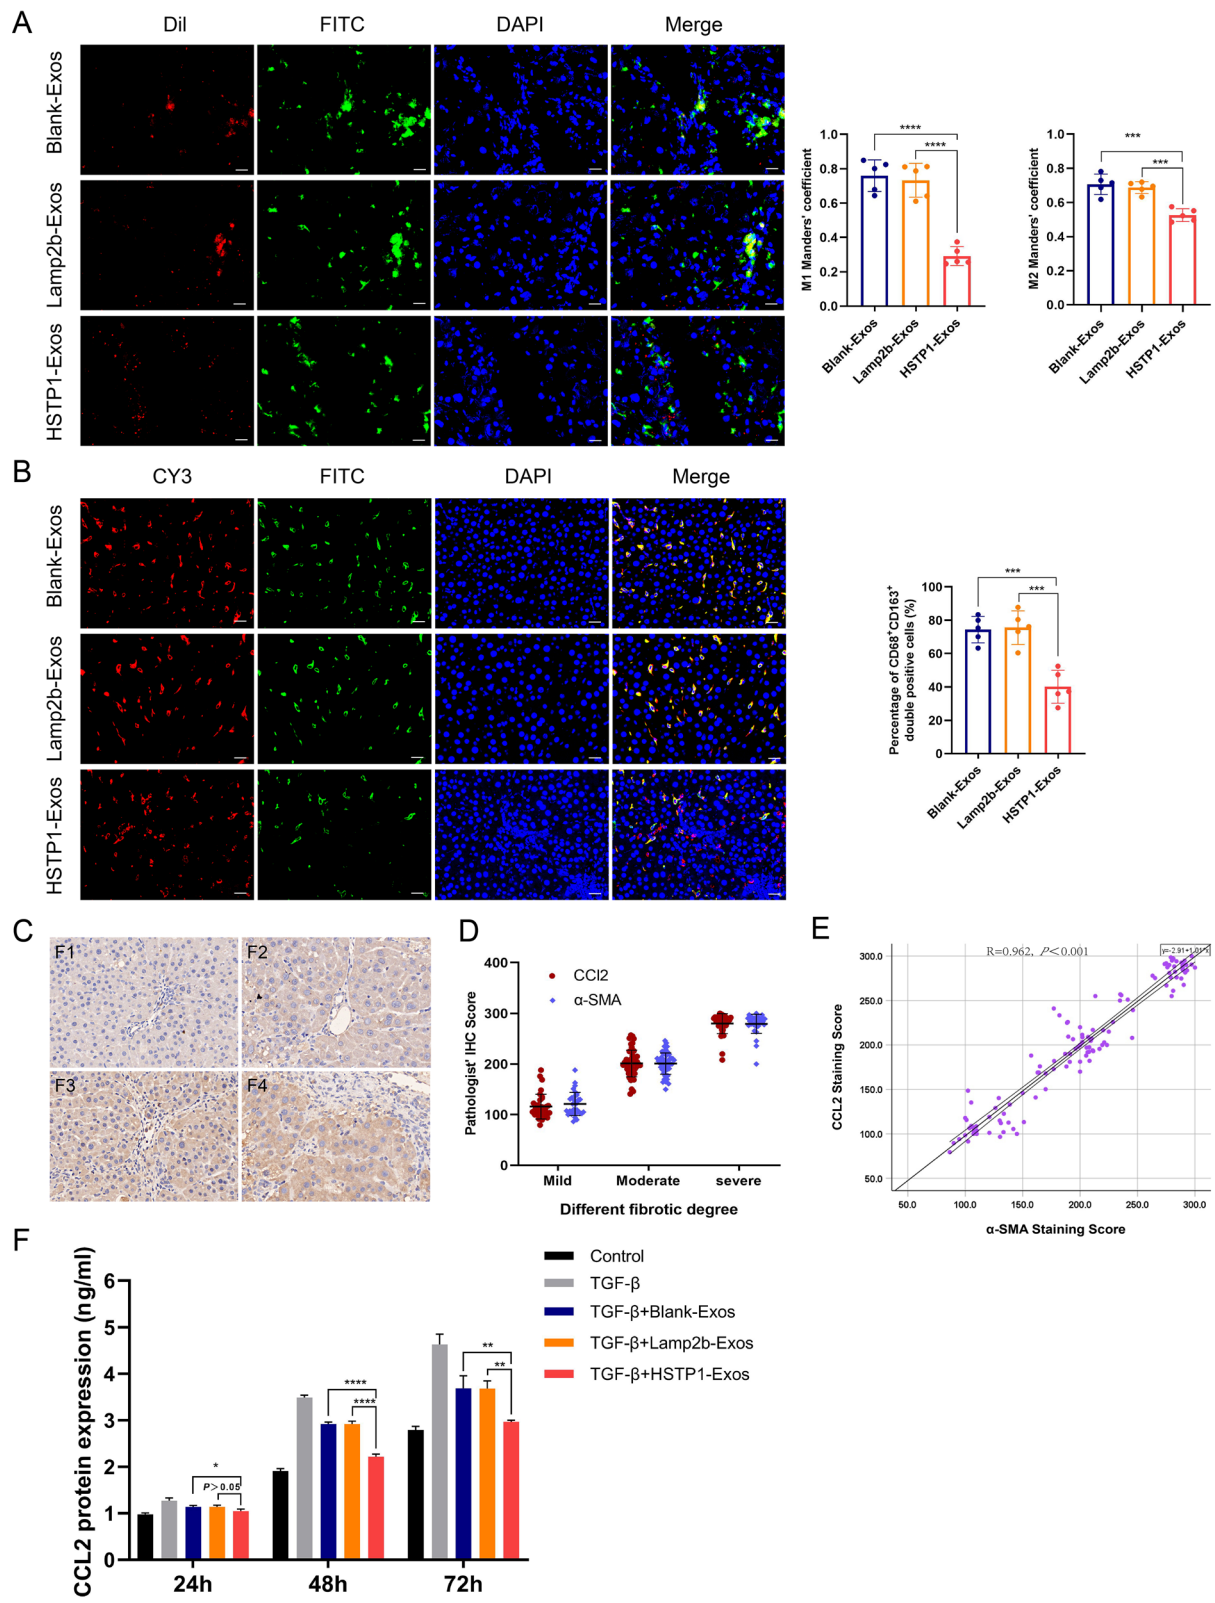 A
DiI
FITC
DAPI
Merge
Blank-Exos
Lamp2b-Exos
HSTP1-Exos
M1 Manders' coefficient
1.0
0.8
0.6
0.4
0.2
0.0
****
****
Blank-Exos
Lamp2b-Exos
HSTP1-Exos
M2 Manders' coefficient
1.0
0.8
0.6
0.4
0.2
0.0
***
***
Blank-Exos
Lamp2b-Exos
HSTP1-Exos
B
CY3
FITC
DAPI
Merge
Blank-Exos
Lamp2b-Exos
HSTP1-Exos
Percentage of CD68⁺CD163⁺
double positive cells (%)
100
80
60
40
20
0
***
***
Blank-Exos
Lamp2b-Exos
HSTP1-Exos
C
F1
F2
F3
F4
D
Pathologist' IHC Score
400
300
200
100
0
CCl2
α-SMA
Mild
Moderate
severe
Different fibrotic degree
E
R=0.962, P<0.001
y=-2.91+1.01*x
CCL2 Staining Score
300.0
250.0
200.0
150.0
100.0
50.0
50.0
100.0
150.0
200.0
250.0
300.0
α-SMA Staining Score
F
CCL2 protein expression (ng/ml)
6
5
4
3
2
1
0
*
P>0.05
****
****
**
**
24h
48h
72h
Control
TGF-β
TGF-β+Blank-Exos
TGF-β+Lamp2b-Exos
TGF-β+HSTP1-Exos